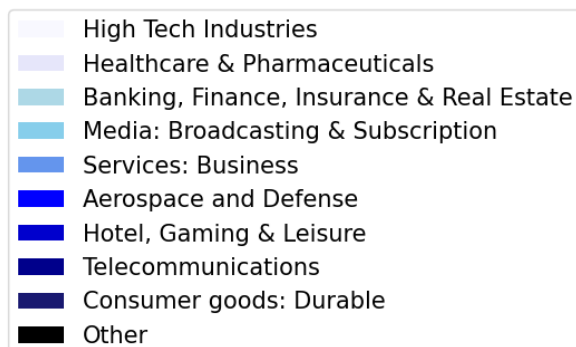 High Tech Industries
Healthcare & Pharmaceuticals
Banking, Finance, Insurance & Real Estate
Media: Broadcasting & Subscription
Services: Business
Aerospace and Defense
Hotel, Gaming & Leisure
Telecommunications
Consumer goods: Durable
Other